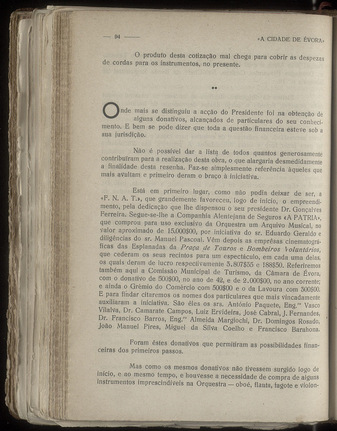 — 84 —
«A CIDADE DE ÉVORA»
O produto desta cotização mal chega para cobrir as despezas
de cordas para os instrumentos, no presente.
**
Onde mais se distinguiu a acção do Presidente foi na obtenção de
alguns donativos, alcançados de particulares do seu conheci-
mento. E bem se pode dizer que toda a questão financeira esteve sob a
sua jurisdição.
Não é possível dar a lista de todos quantos generosamente
contribuíram para a realização desta obra, o que alargaria desmedidamente
a finalidade desta resenha. Faz-se simplesmente referência àqueles que
mais avultam e primeiro deram o braço à iniciativa.
Está em primeiro lugar, como não podia deixar de ser, a
«F. N. A. T.», que grandemente favoreceu, logo de início, o empreendi-
mento, pela dedicação que lhe dispensou o seu presidente Dr. Gonçalves
Ferreira. Segue-se-lhe a Companhia Alentejana de Seguros «A PATRIA»,
que comprou para uso exclusivo da Orquestra um Arquivo Musical, no
valor aproximado de 15.000$00, por iniciativa do sr. Eduardo Geraldo e
diligências do sr. Manuel Pascoal. Vêm depois as emprêsas cinematográ-
ficas das Esplanadas da Praça de Touros e Bombeiros Voluntários,
que cederam os seus recintos para um espectáculo, em cada uma delas,
os quais deram de lucro respectivamente 3.807$55 e 188$50. Referiremos
também aqui a Comissão Municipal de Turismo, da Câmara de Évora,
com o donativo de 500$00, no ano de 42, e de 2.000$00, no ano corrente;
e ainda o Grémio do Comércio com 500$00 e o da Lavoura com 500$00.
E para findar citaremos os nomes dos particulares que mais vincadamente
auxiliaram a iniciativa. São êles os srs. António Paquete, Eng.º Vasco
Vilalva, Dr. Camarate Campos, Luiz Ervideira, José Cabral, J. Fernandes,
Dr. Francisco Barros, Eng.º Almeida Margiochi, Dr. Domingos Rosado,
João Manuel Pires, Miguel da Silva Coelho e Francisco Barahona.
Foram êstes donativos que permitiram as possibilidades finan-
ceiras dos primeiros passos.
Mas como os mesmos donativos não tivessem surgido logo de
início, e ao mesmo tempo, e houvesse a necessidade de compra de alguns
instrumentos imprescindíveis na Orquestra — oboé, flauta, fagote e violon-